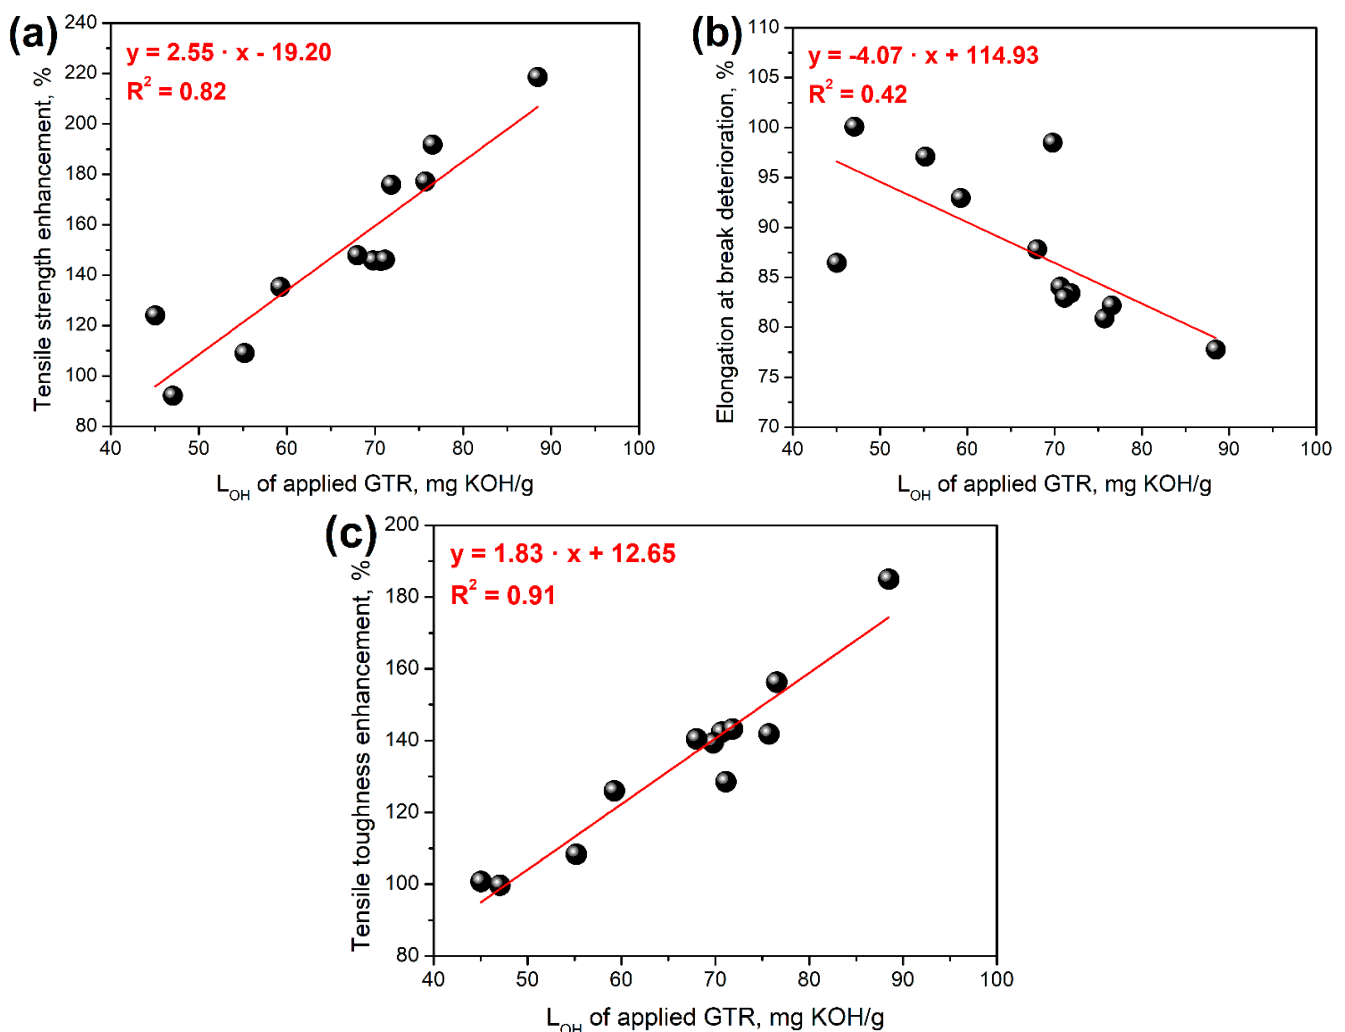 (a)
y = 2.55 · x - 19.20
R² = 0.82
Tensile strength enhancement, %
240
220
200
180
160
140
120
100
80
40 50 60 70 80 90 100
L_OH of applied GTR, mg KOH/g
(b)
y = -4.07 · x + 114.93
R² = 0.42
Elongation at break deterioration, %
110
105
100
95
90
85
80
75
70
40 50 60 70 80 90 100
L_OH of applied GTR, mg KOH/g
(c)
y = 1.83 · x + 12.65
R² = 0.91
Tensile toughness enhancement, %
200
180
160
140
120
100
80
40 50 60 70 80 90 100
L_OH of applied GTR, mg KOH/g